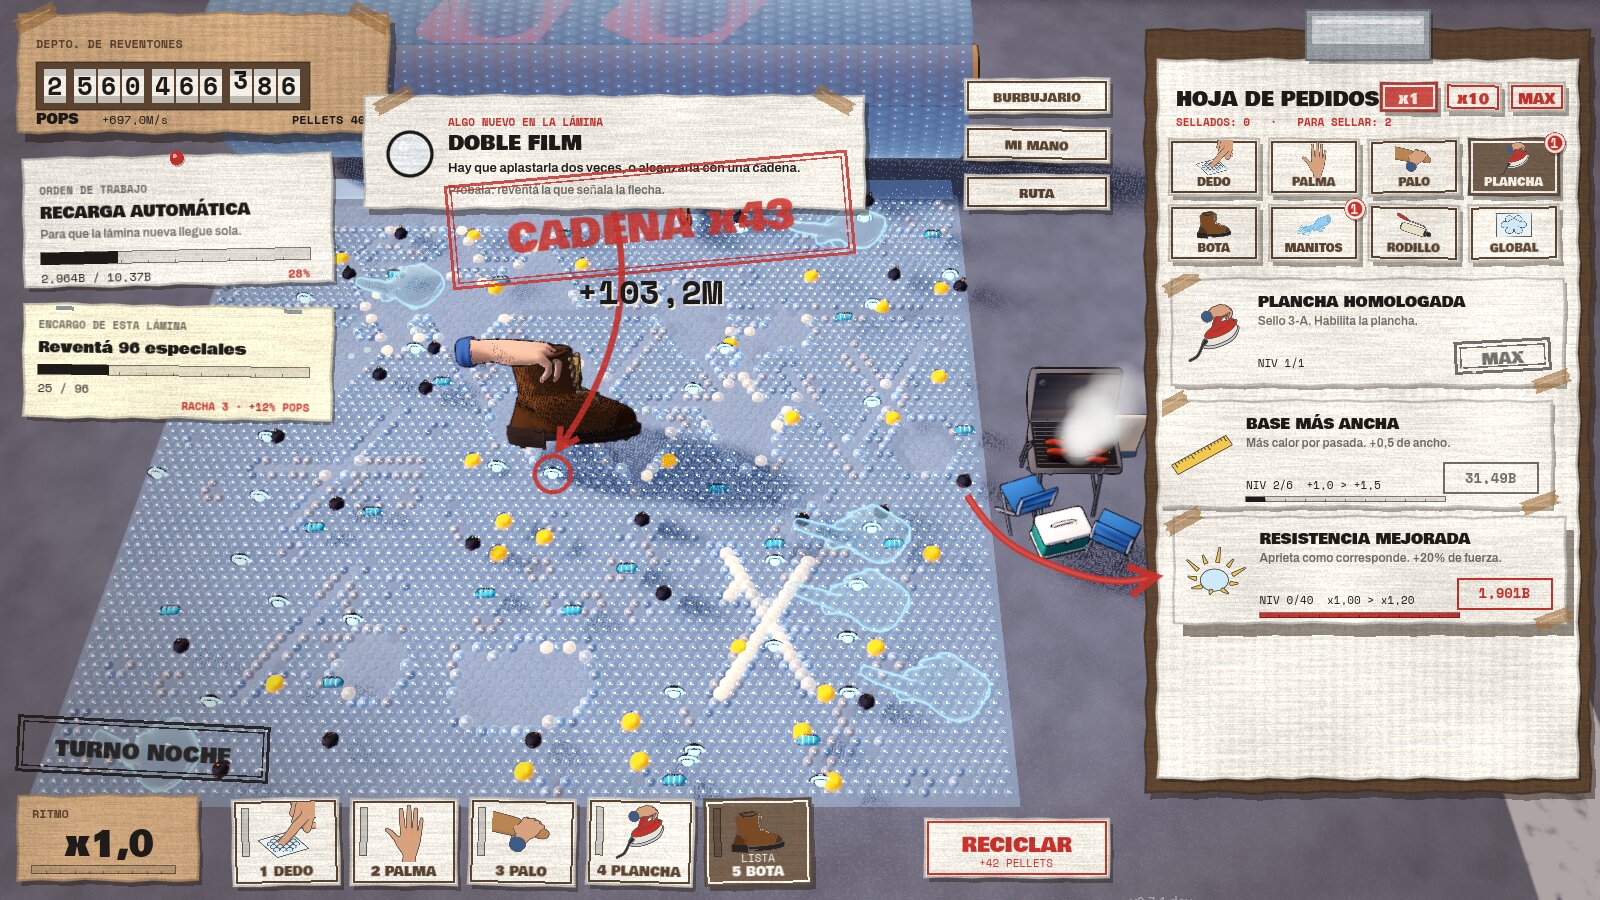 DEPTO. DE REVENTONES
2 560 466 386
POPS +697.0M/s PELLETS 40
ORDEN DE TRABAJO
RECARGA AUTOMÁTICA
Para que la lámina nueva llegue sola.
2.964B / 10.37B 28%
ENCARGO DE ESTA LÁMINA
Reventá 96 especiales
25 / 96
RACHA 3 · +12% POPS
ALGO NUEVO EN LA LÁMINA
DOBLE FILM
Hay que aplastarla dos veces, o alcanzarla con una cadena.
Probala: reventá la que señala la flecha.
CADENA x43
+103,2M
BURBUJARIO
MI MANO
RUTA
HOJA DE PEDIDOS x1 x10 MAX
SELLADOS: 0 · PARA SELLAR: 2
DEDO
PALMA
PALO
PLANCHA
1
BOTA
MANITOS
1
RODILLO
GLOBAL
PLANCHA HOMOLOGADA
Sello 3-A. Habilita la plancha.
NIV 1/1
MAX
BASE MÁS ANCHA
Más calor por pasada. +0,5 de ancho.
NIV 2/6 +1.0 > +1.5
31,49B
RESISTENCIA MEJORADA
Aprieta como corresponde. +20% de fuerza.
NIV 0/40 x1,00 > x1,20
1,901B
TURNO NOCHE
RITMO
x1,0
1 DEDO
2 PALMA
3 PALO
4 PLANCHA
LISTA
5 BOTA
RECICLAR
+42 PELLETS